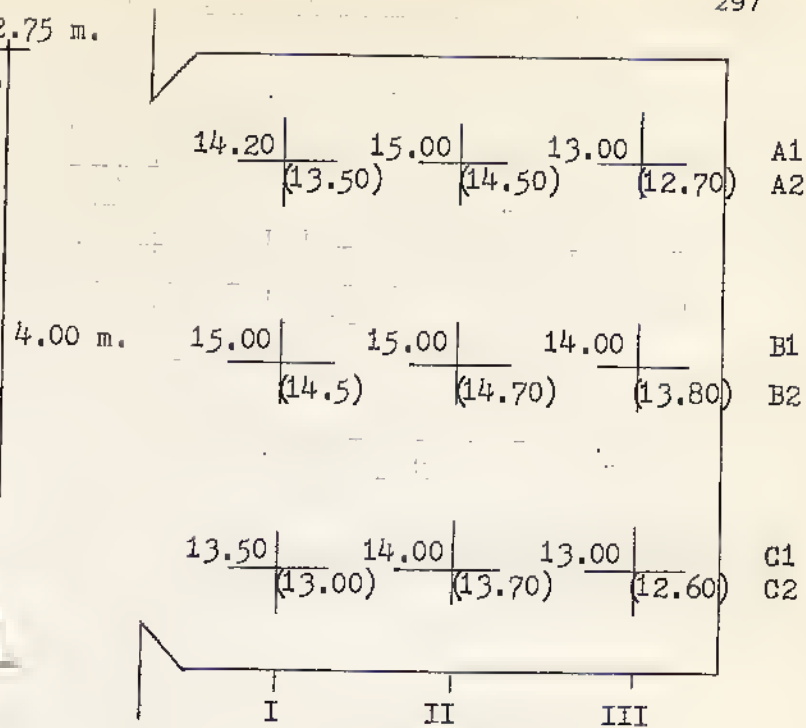 297
2.75 m.
14.20 15.00 13.00 A1
(13.50) (14.50) (12.70) A2
4.00 m. 15.00 15.00 14.00 B1
(14.5) (14.70) (13.80) B2
13.50 14.00 13.00 C1
(13.00) (13.70) (12.60) C2
I II III